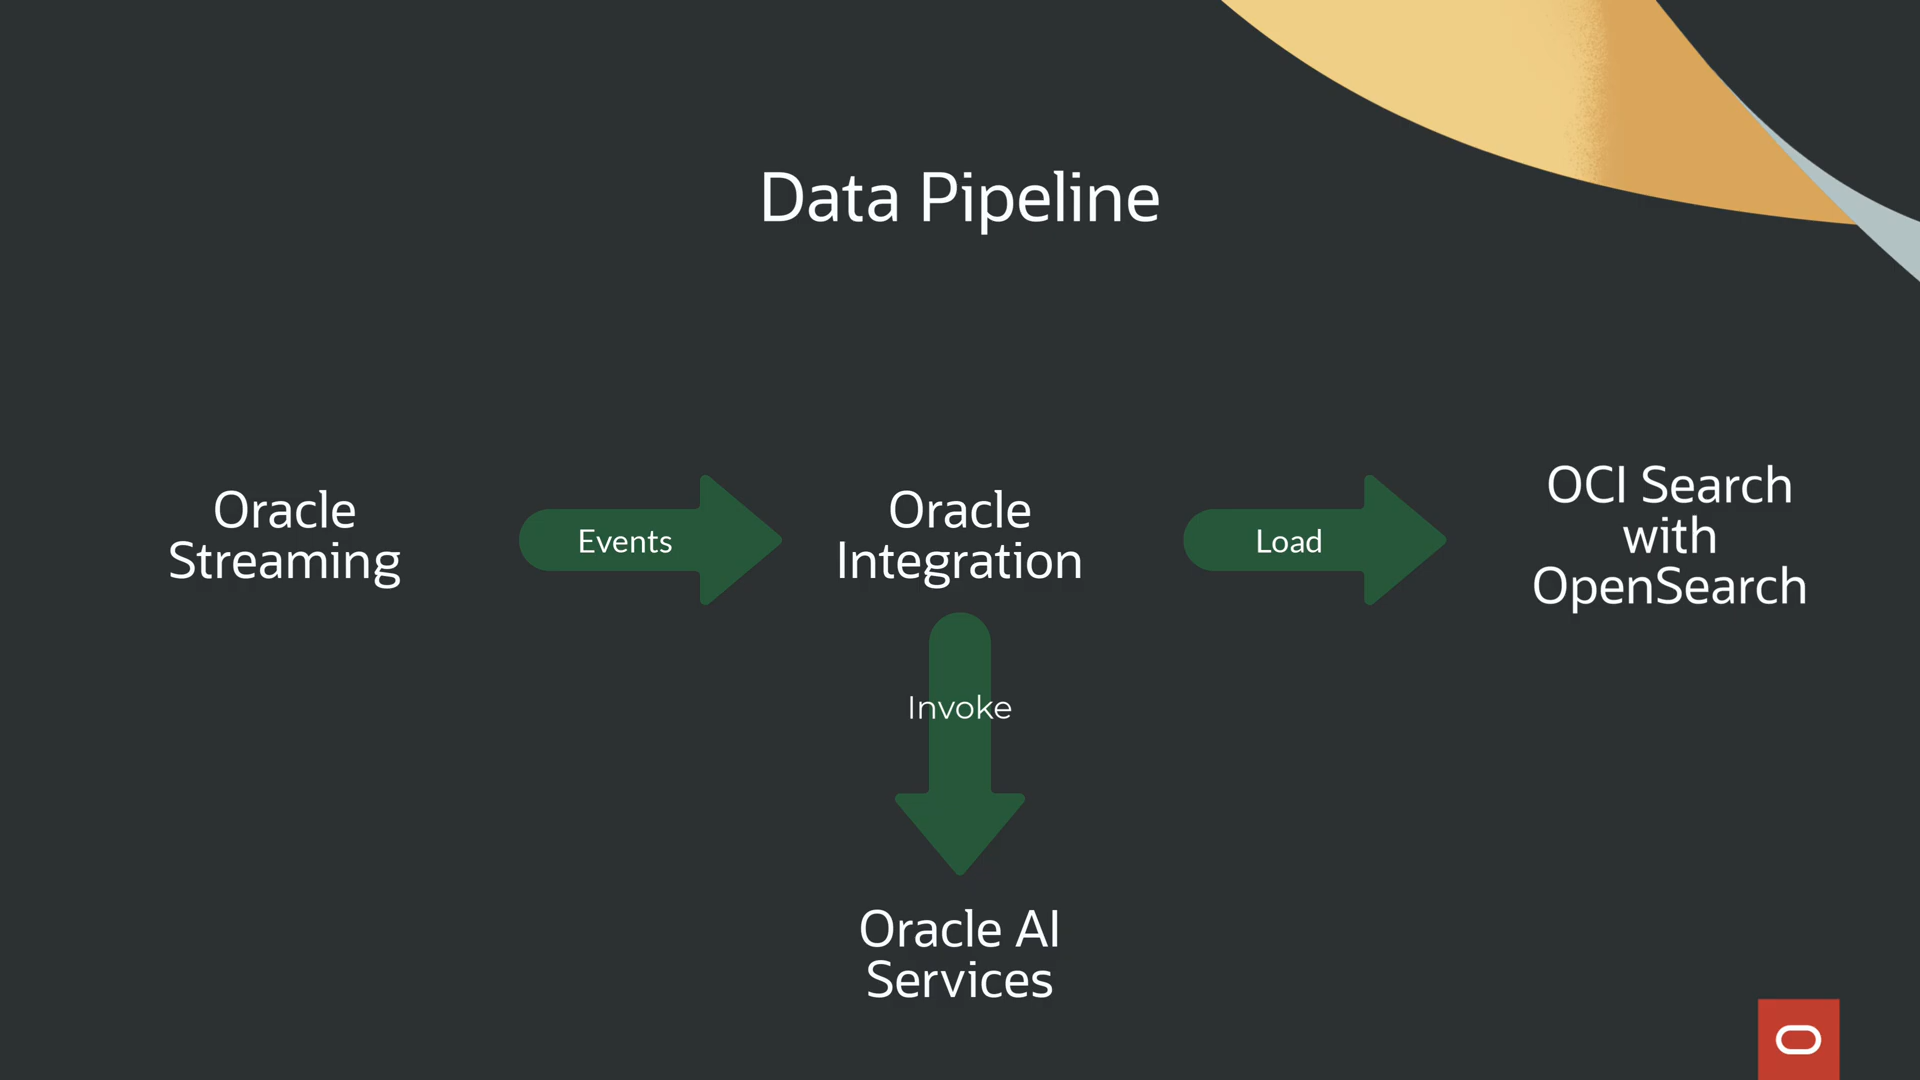 Data Pipeline
Oracle
Streaming
Events
Oracle
Integration
Load
OCI Search
with
OpenSearch
Invoke
Oracle AI
Services